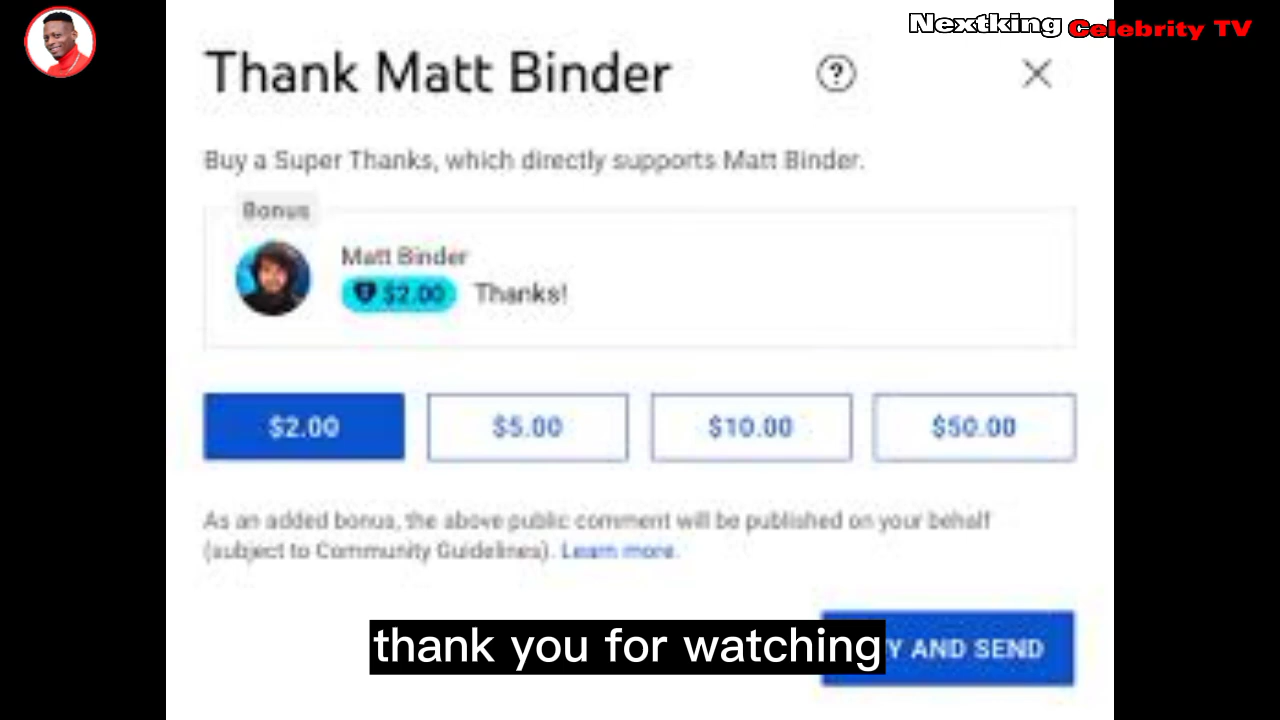 Nextking Celebrity TV
Thank Matt Binder
Buy a Super Thanks, which directly supports Matt Binder.
Bonus
Matt Binder
$2.00 Thanks!
$2.00 $5.00 $10.00 $50.00
As an added bonus, the above public comment will be published on your behalf
(subject to Community Guidelines). Learn more.
thank you for watching
Y AND SEND